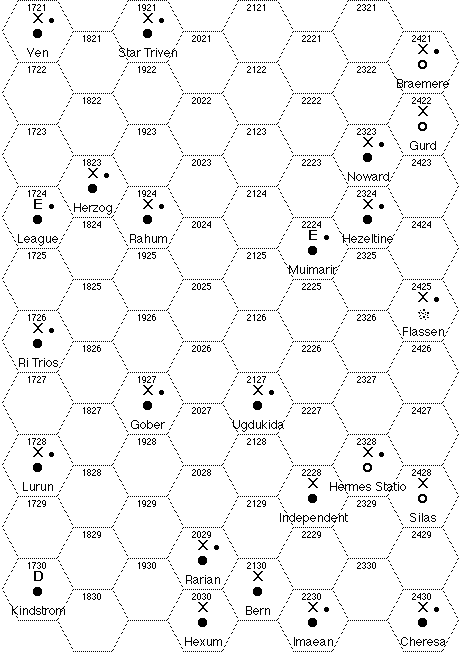 1721 1921 2121 2321
X X
1821 2021 2221 2421
Ven Star Triven X
1722 1922 2122 2322
Braemere
1822 2022 2222 2422
X
1723 1923 2123 2323
X Gurd
1823 2023 2223 2423
X Noward
1724 1924 2124 2324
E Herzog X X
1824 2024 2224 2424
League Rahum E Hezeltine
1725 1925 2125 2325
Muimarir
1825 2025 2225 2425
X
1726 1926 2126 2326
X Flassen
1826 2026 2226 2426
Ri Trios
1727 1927 2127 2327
X X
1827 2027 2227 2427
Gober Ugdukida
1728 1928 2128 2328
X X
1828 2028 2228 2428
Lurun X Hermes Statio X
1729 1929 2129 2329
Independent Silas
1829 2029 2229 2429
X
1730 1930 2130 2330
D Rarian X
1830 2030 2230 2430
Kindstrom X Bern X X
Hexum Imaean Cheresa